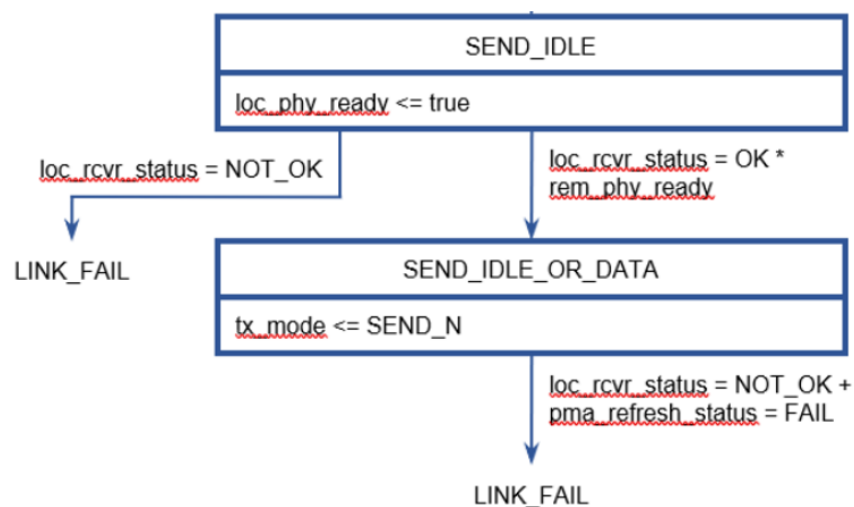 SEND_IDLE
loc_phy_ready <= true
loc_rcvr_status = NOT_OK
loc_rcvr_status = OK *
rem_phy_ready
LINK_FAIL
SEND_IDLE_OR_DATA
tx_mode <= SEND_N
loc_rcvr_status = NOT_OK +
pma_refresh_status = FAIL
LINK_FAIL